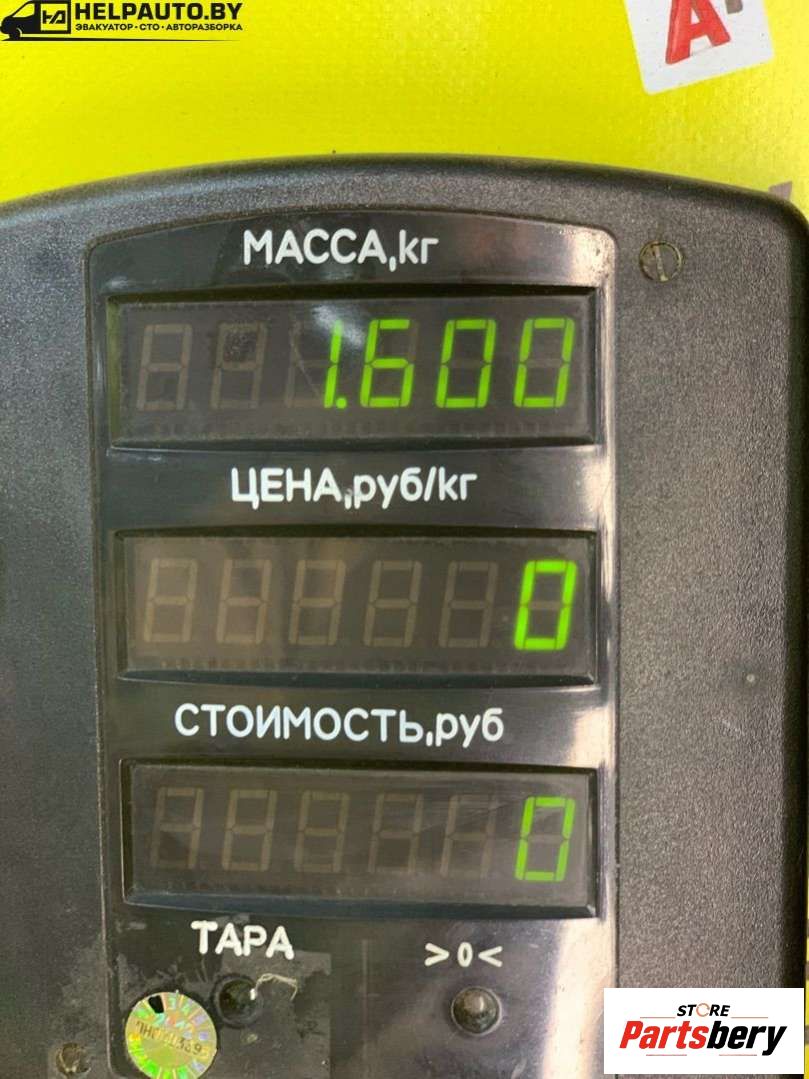 HELPAUTO.BY
ЭВАКУАТОР • СТО • АВТОРАЗБОРКА
МАССА,кг
1.600
ЦЕНА,руб/кг
0
СТОИМОСТЬ,руб
0
ТАРА
>0<
STORE
Partsbery